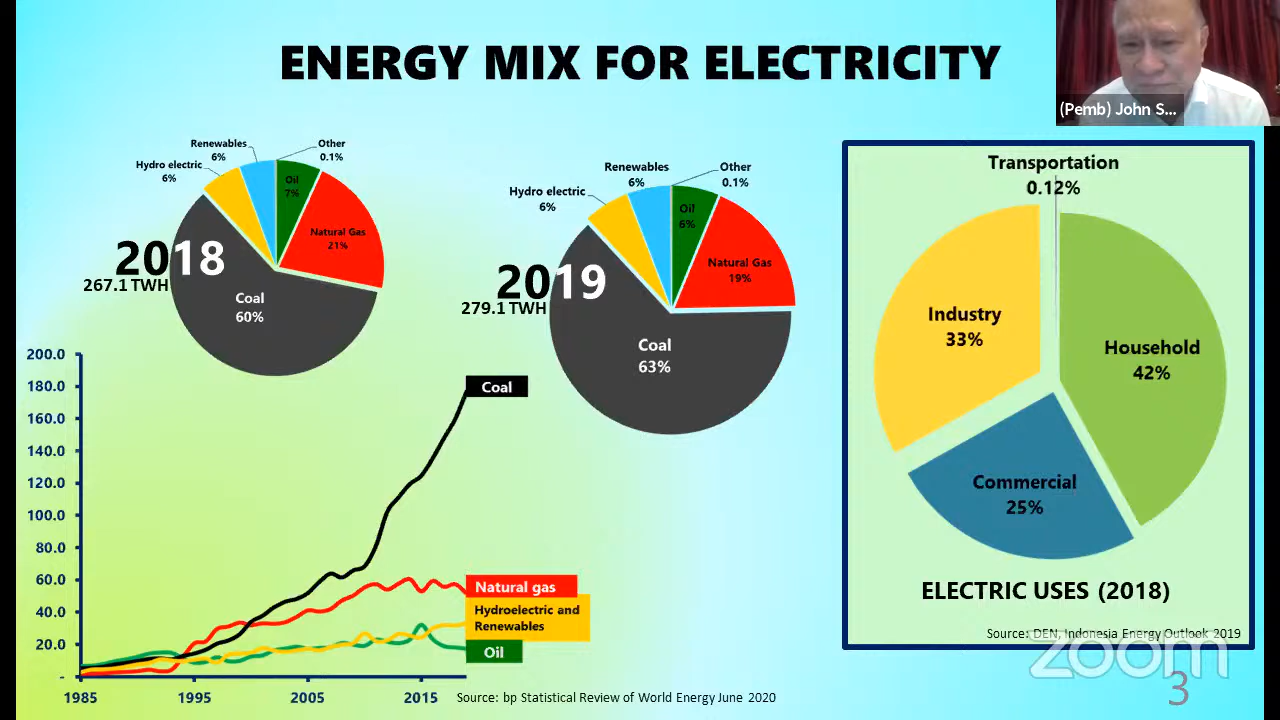 ENERGY MIX FOR ELECTRICITY
(Pemb) John S...
Renewables
6%
Other
0.1%
Hydro electric
6%
Oil
7%
Natural Gas
21%
2018
267.1 TWH
Coal
60%
Renewables
6%
Other
0.1%
Hydro electric
6%
Oil
6%
Natural Gas
19%
2019
279.1 TWH
Coal
63%
200.0
180.0
160.0
140.0
120.0
100.0
80.0
60.0
40.0
20.0
-
1985
1995
2005
2015
Coal
Natural gas
Hydroelectric and
Renewables
Oil
Source: bp Statistical Review of World Energy June 2020
Transportation
0.12%
Industry
33%
Household
42%
Commercial
25%
ELECTRIC USES (2018)
Source: DEN, Indonesia Energy Outlook 2019
zoom
3